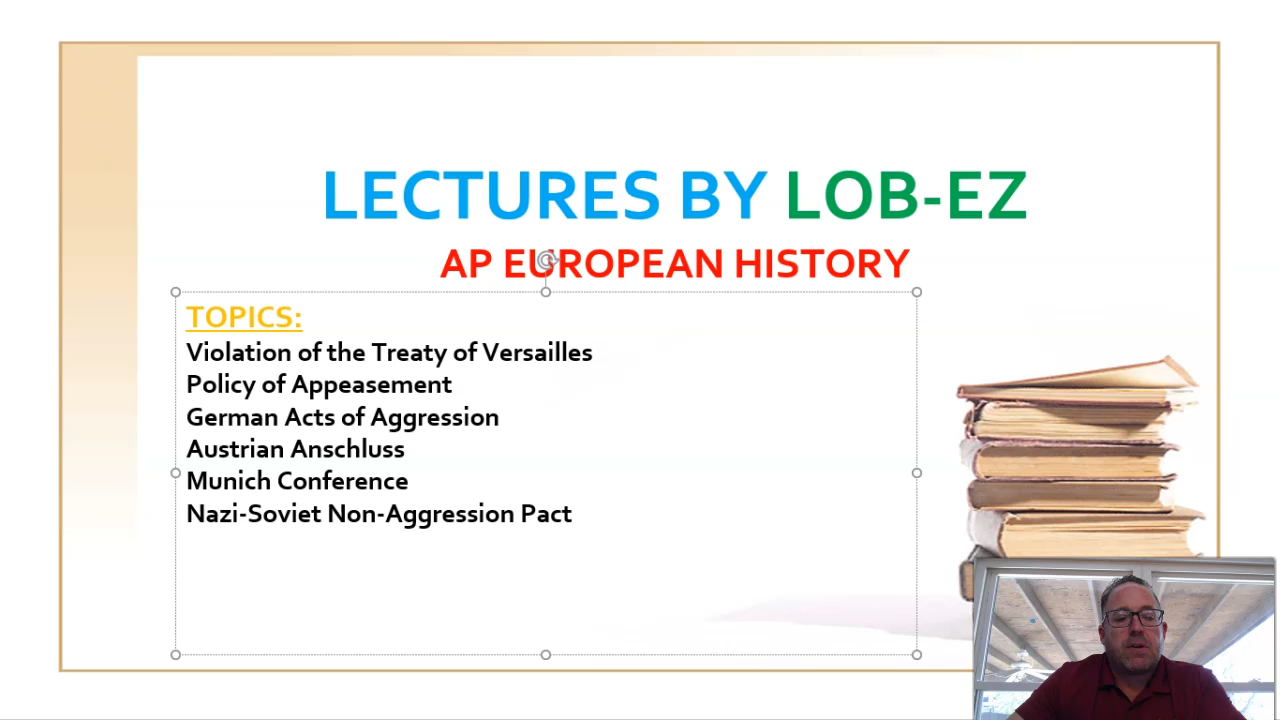 LECTURES BY LOB-EZ
AP EUROPEAN HISTORY
TOPICS:
Violation of the Treaty of Versailles
Policy of Appeasement
German Acts of Aggression
Austrian Anschluss
Munich Conference
Nazi-Soviet Non-Aggression Pact